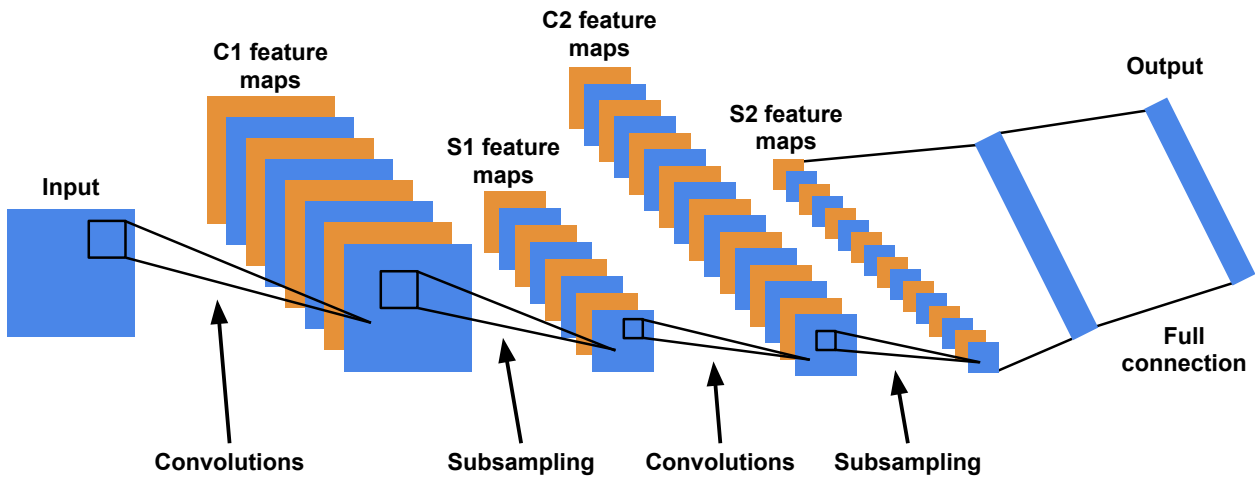 Input
C1 feature
maps
S1 feature
maps
C2 feature
maps
S2 feature
maps
Output
Full
connection
Convolutions
Subsampling
Convolutions
Subsampling